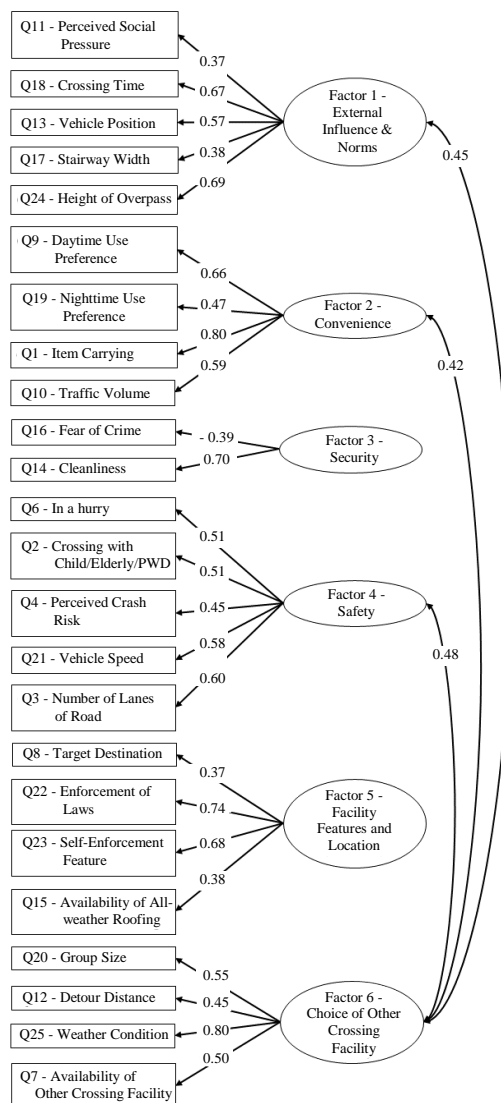 Q11 - Perceived Social
Pressure
0.37
Q18 - Crossing Time
0.67
Q13 - Vehicle Position
0.57
Q17 - Stairway Width
0.38
Q24 - Height of Overpass
0.69
Factor 1 -
External
Influence &
Norms
0.45
Q9 - Daytime Use
Preference
0.66
Q19 - Nighttime Use
Preference
0.47
Q1 - Item Carrying
0.80
Q10 - Traffic Volume
0.59
Factor 2 -
Convenience
0.42
Q16 - Fear of Crime
- 0.39
Q14 - Cleanliness
0.70
Factor 3 -
Security
Q6 - In a hurry
0.51
Q2 - Crossing with
Child/Elderly/PWD
0.51
Q4 - Perceived Crash
Risk
0.45
Q21 - Vehicle Speed
0.58
Q3 - Number of Lanes
of Road
0.60
Factor 4 -
Safety
0.48
Q8 - Target Destination
0.37
Q22 - Enforcement of
Laws
0.74
Q23 - Self-Enforcement
Feature
0.68
Q15 - Availability of All-
weather Roofing
0.38
Factor 5 -
Facility
Features and
Location
Q20 - Group Size
0.55
Q12 - Detour Distance
0.45
Q25 - Weather Condition
0.80
Q7 - Availability of
Other Crossing Facility
0.50
Factor 6 -
Choice of Other
Crossing
Facility